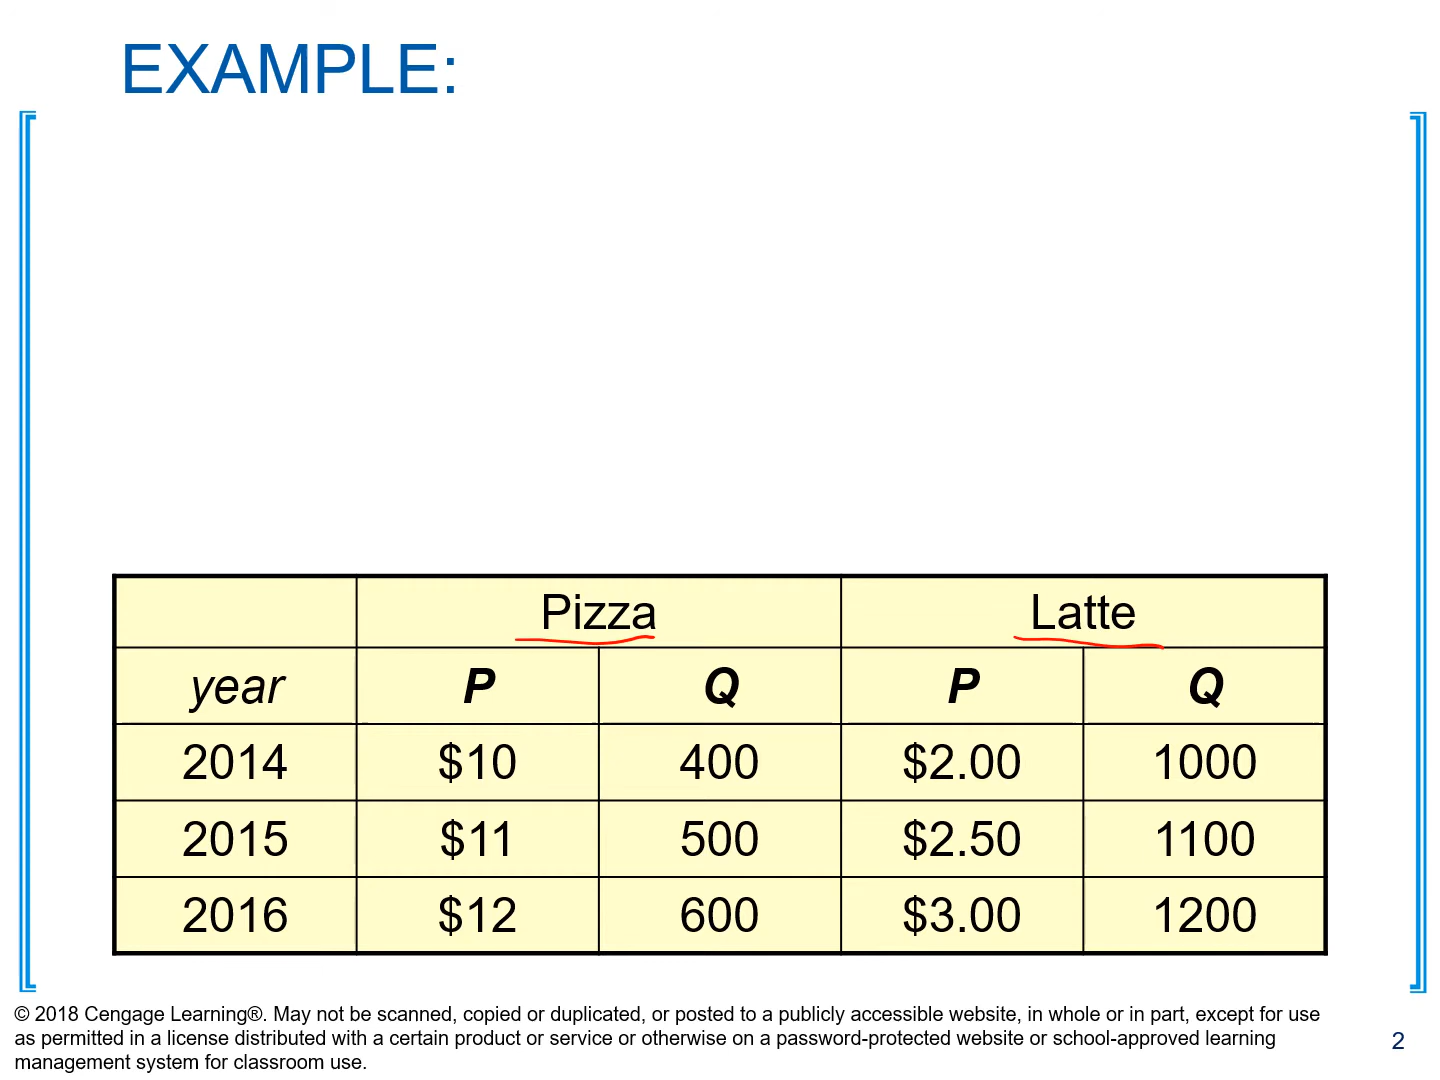 EXAMPLE:
Pizza Latte
year P Q P Q
2014 $10 400 $2.00 1000
2015 $11 500 $2.50 1100
2016 $12 600 $3.00 1200
© 2018 Cengage Learning®. May not be scanned, copied or duplicated, or posted to a publicly accessible website, in whole or in part, except for use
as permitted in a license distributed with a certain product or service or otherwise on a password-protected website or school-approved learning
management system for classroom use.
2